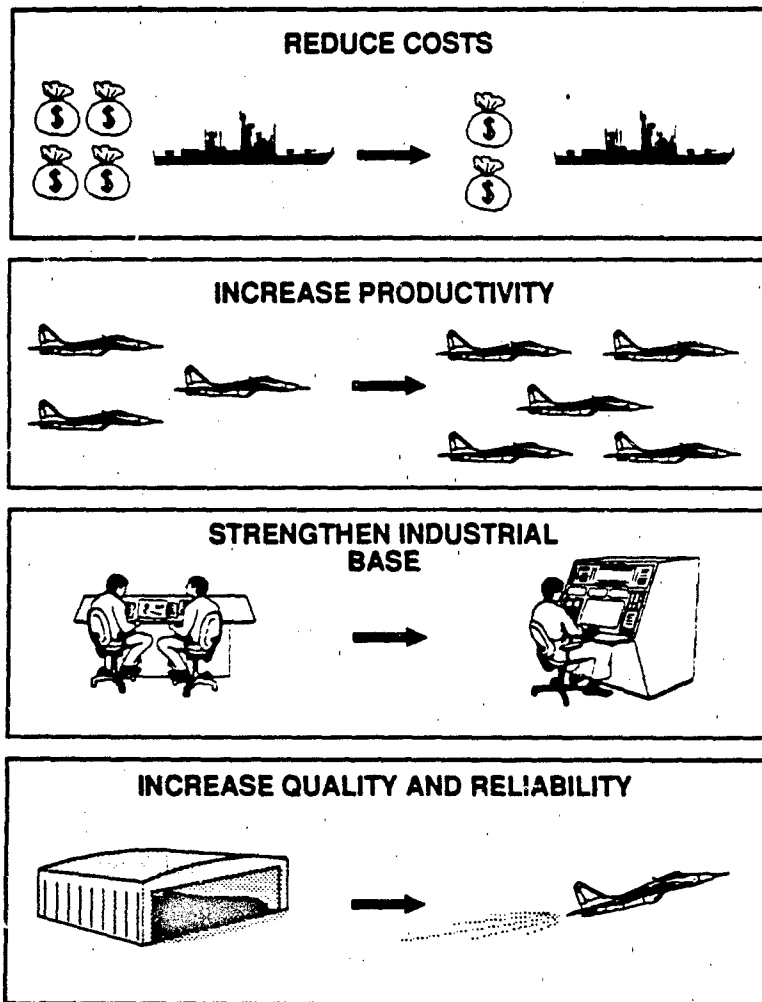 REDUCE COSTS
$ $
$ $
$
$
INCREASE PRODUCTIVITY
STRENGTHEN INDUSTRIAL
BASE
INCREASE QUALITY AND RELIABILITY